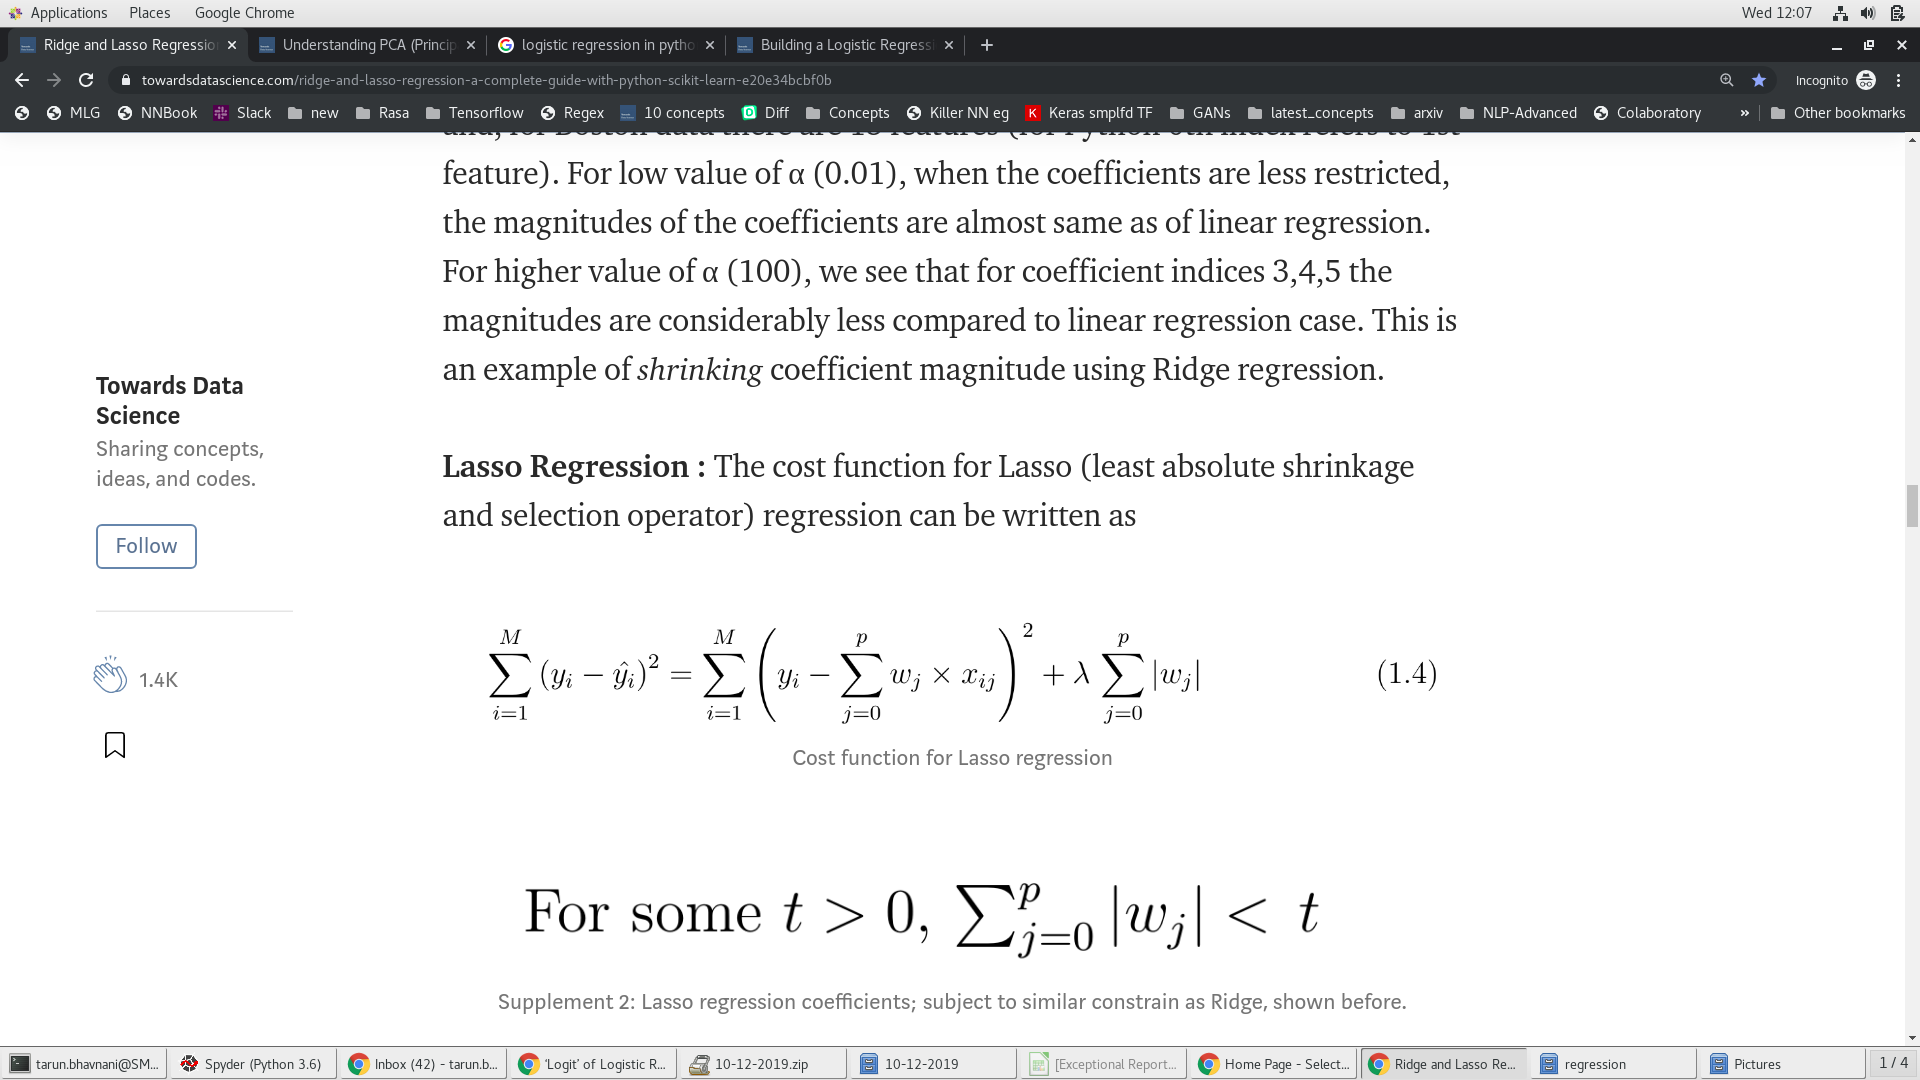 Applications Places Google Chrome Wed 12:07
Ridge and Lasso Regressio Understanding PCA (Princip logistic regression in pytho Building a Logistic Regressi
towardsdatascience.com/ridge-and-lasso-regression-a-complete-guide-with-python-scikit-learn-e20e34bcbf0b Incognito
MLG NNBook Slack new Rasa Tensorflow Regex 10 concepts Diff Concepts Killer NN eg Keras smplfd TF GANs latest_concepts arxiv NLP-Advanced Colaboratory » Other bookmarks
feature). For low value of α (0.01), when the coefficients are less restricted,
the magnitudes of the coefficients are almost same as of linear regression.
For higher value of α (100), we see that for coefficient indices 3,4,5 the
magnitudes are considerably less compared to linear regression case. This is
an example of shrinking coefficient magnitude using Ridge regression.
Towards Data
Science
Sharing concepts,
ideas, and codes.
Follow
1.4K
Lasso Regression : The cost function for Lasso (least absolute shrinkage
and selection operator) regression can be written as
\sum_{i=1}^{M} (y_i - \hat{y_i})^2 = \sum_{i=1}^{M} \left( y_i - \sum_{j=0}^{p} w_j × x_{ij} \right)^2 + λ \sum_{j=0}^{p} |w_j| (1.4)
Cost function for Lasso regression
For some t > 0, \sum_{j=0}^{p} |w_j| < t
Supplement 2: Lasso regression coefficients; subject to similar constrain as Ridge, shown before.
tarun.bhavnani@SM... Spyder (Python 3.6) Inbox (42) - tarun.b... 'Logit' of Logistic R... 10-12-2019.zip 10-12-2019 [Exceptional Report... Home Page - Select... Ridge and Lasso Re... regression Pictures 1 / 4